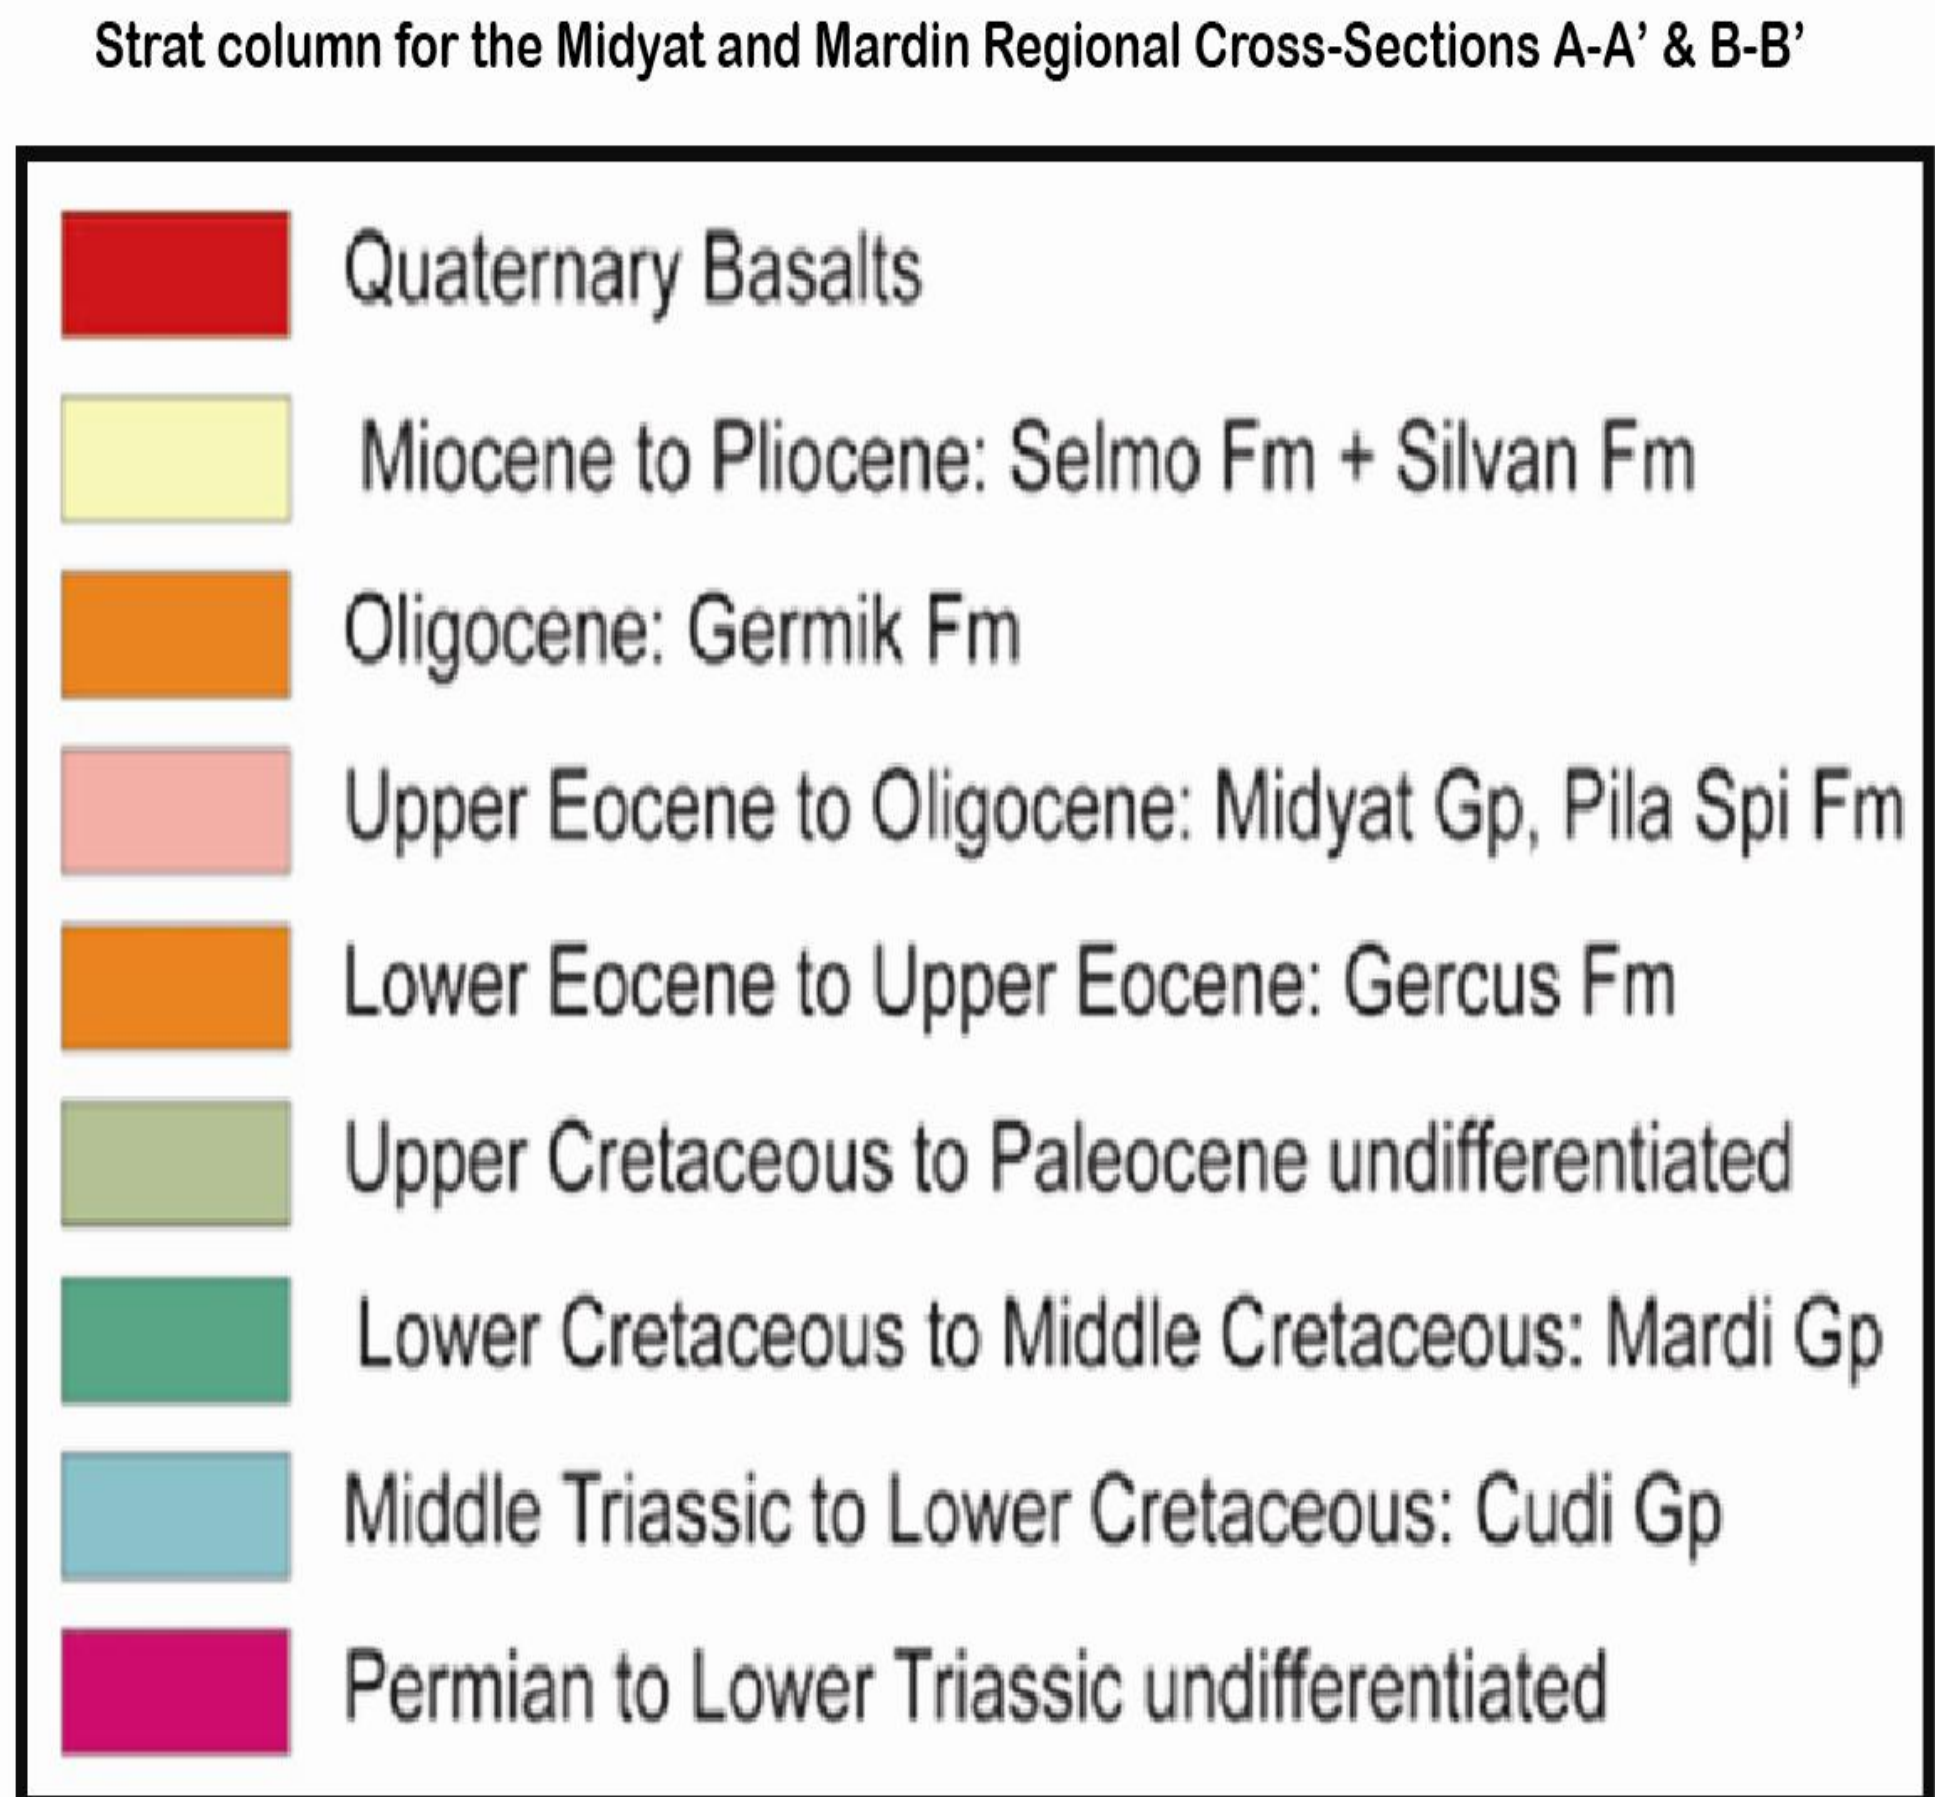 Strat column for the Midyat and Mardin Regional Cross-Sections A-A’ & B-B’
Quaternary Basalts
Miocene to Pliocene: Selmo Fm + Silvan Fm
Oligocene: Germik Fm
Upper Eocene to Oligocene: Midyat Gp, Pila Spi Fm
Lower Eocene to Upper Eocene: Gercus Fm
Upper Cretaceous to Paleocene undifferentiated
Lower Cretaceous to Middle Cretaceous: Mardi Gp
Middle Triassic to Lower Cretaceous: Cudi Gp
Permian to Lower Triassic undifferentiated